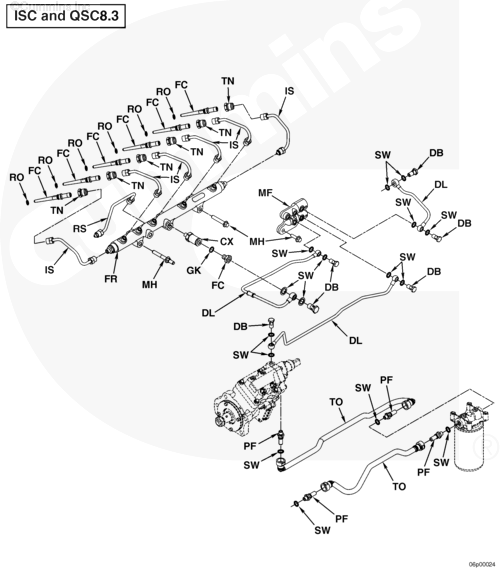 ISC and QSC8.3
TN
FC
RO
IS
FC
RO
FC
RO
TN
FC
RO
TN
IS
DB
SW
FC
RO
TN
IS
DL
FC
RO
TN
IS
MF
SW
SW
TN
RS
DB
CX
MH
SW
SW
IS
FR
MH
GK
FC
DB
DB
SW
DL
DB
DB
SW
DL
SW
PF
SW
TO
PF
SW
SW
PF
SW
TO
PF
SW
06p00024